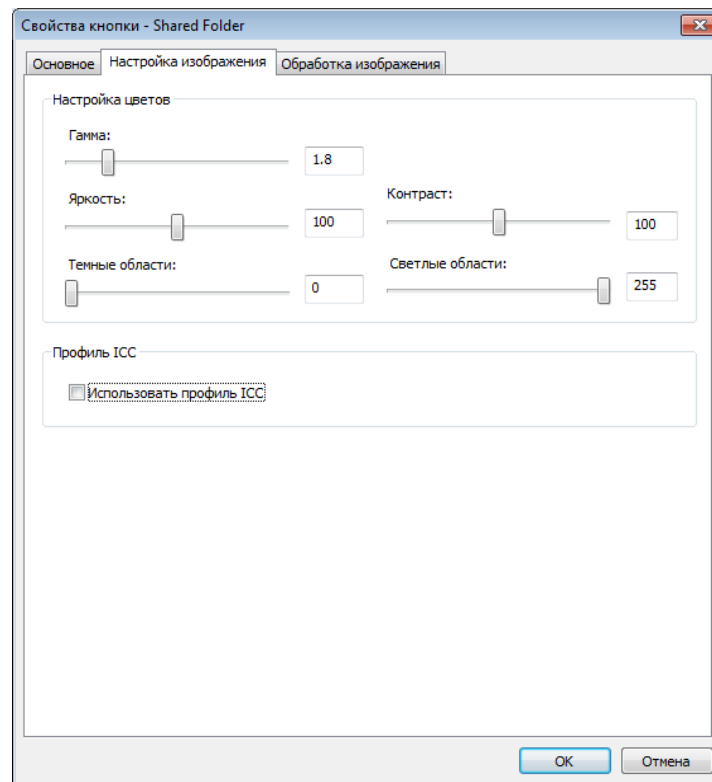 Свойства кнопки - Shared Folder
Основное Настройка изображения Обработка изображения
Настройка цветов
Гамма:
1.8
Яркость: Контраст:
100 100
Темные области: Светлые области:
0 255
Профиль ICC
Использовать профиль ICC
OK Отмена